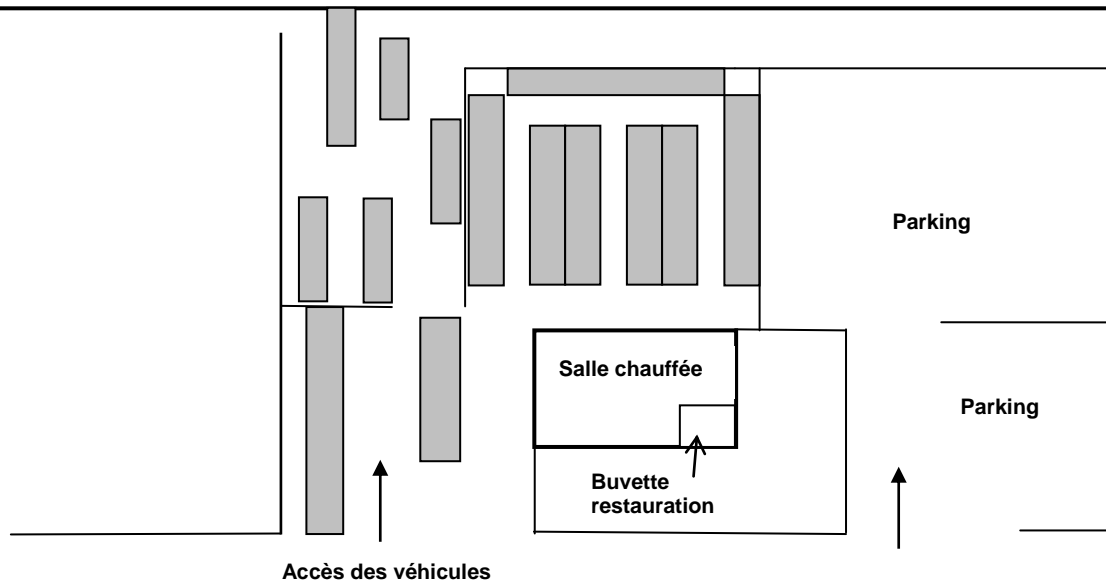 Parking
Salle chauffée
Parking
Buvette
restauration
Accès des véhicules